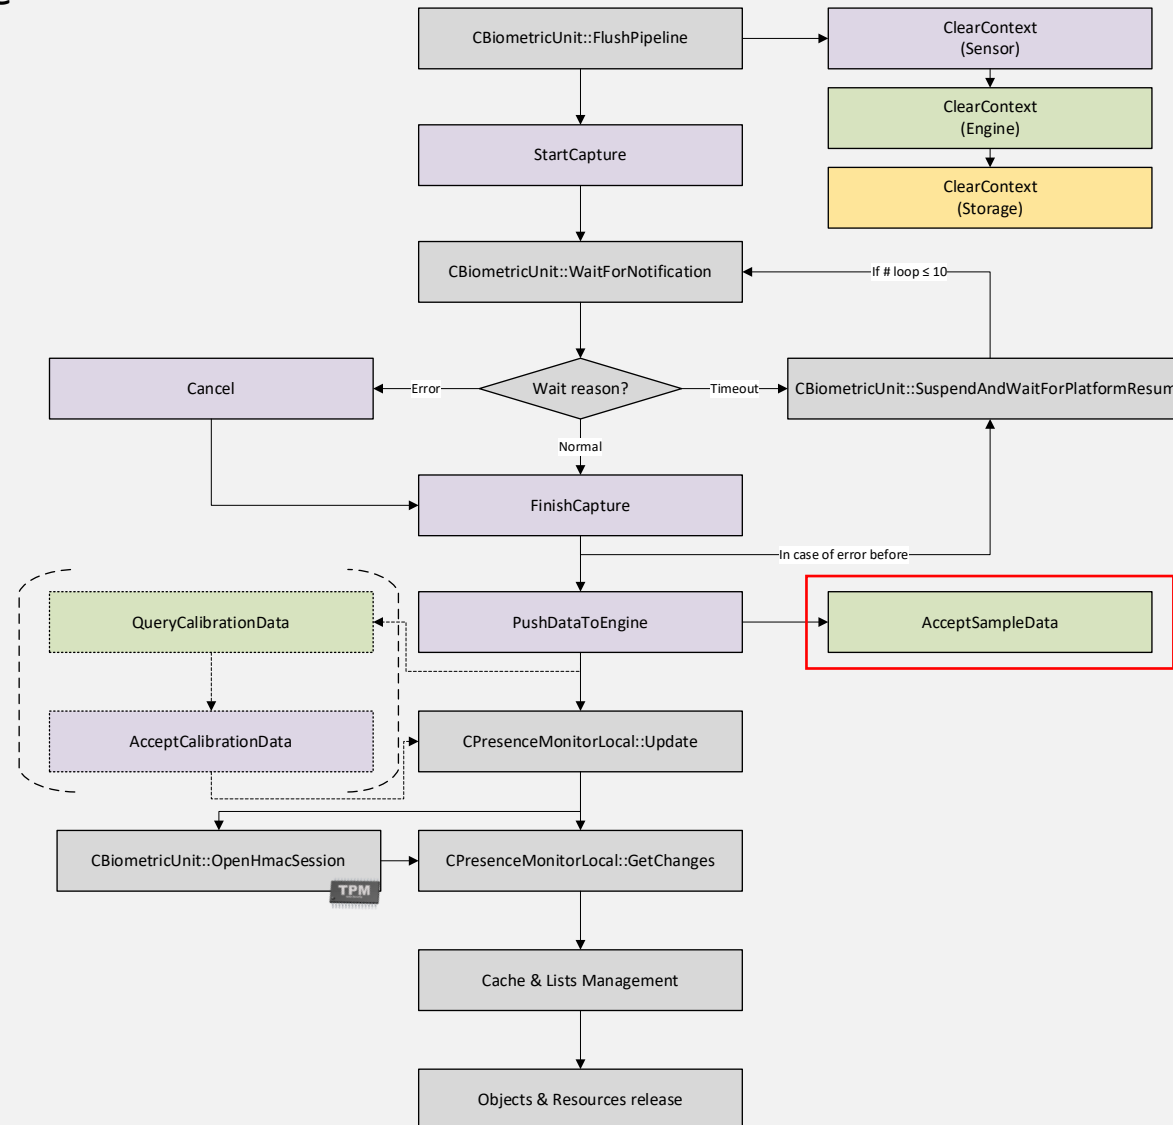 CBiometricUnit::FlushPipeline
ClearContext
(Sensor)
ClearContext
(Engine)
StartCapture
ClearContext
(Storage)
CBiometricUnit::WaitForNotification
If # loop ≤ 10
Cancel
Error
Wait reason?
Timeout
CBiometricUnit::SuspendAndWaitForPlatformResum
Normal
FinishCapture
In case of error before
QueryCalibrationData
PushDataToEngine
AcceptSampleData
AcceptCalibrationData
CPresenceMonitorLocal::Update
CBiometricUnit::OpenHmacSession
TPM
CPresenceMonitorLocal::GetChanges
Cache & Lists Management
Objects & Resources release